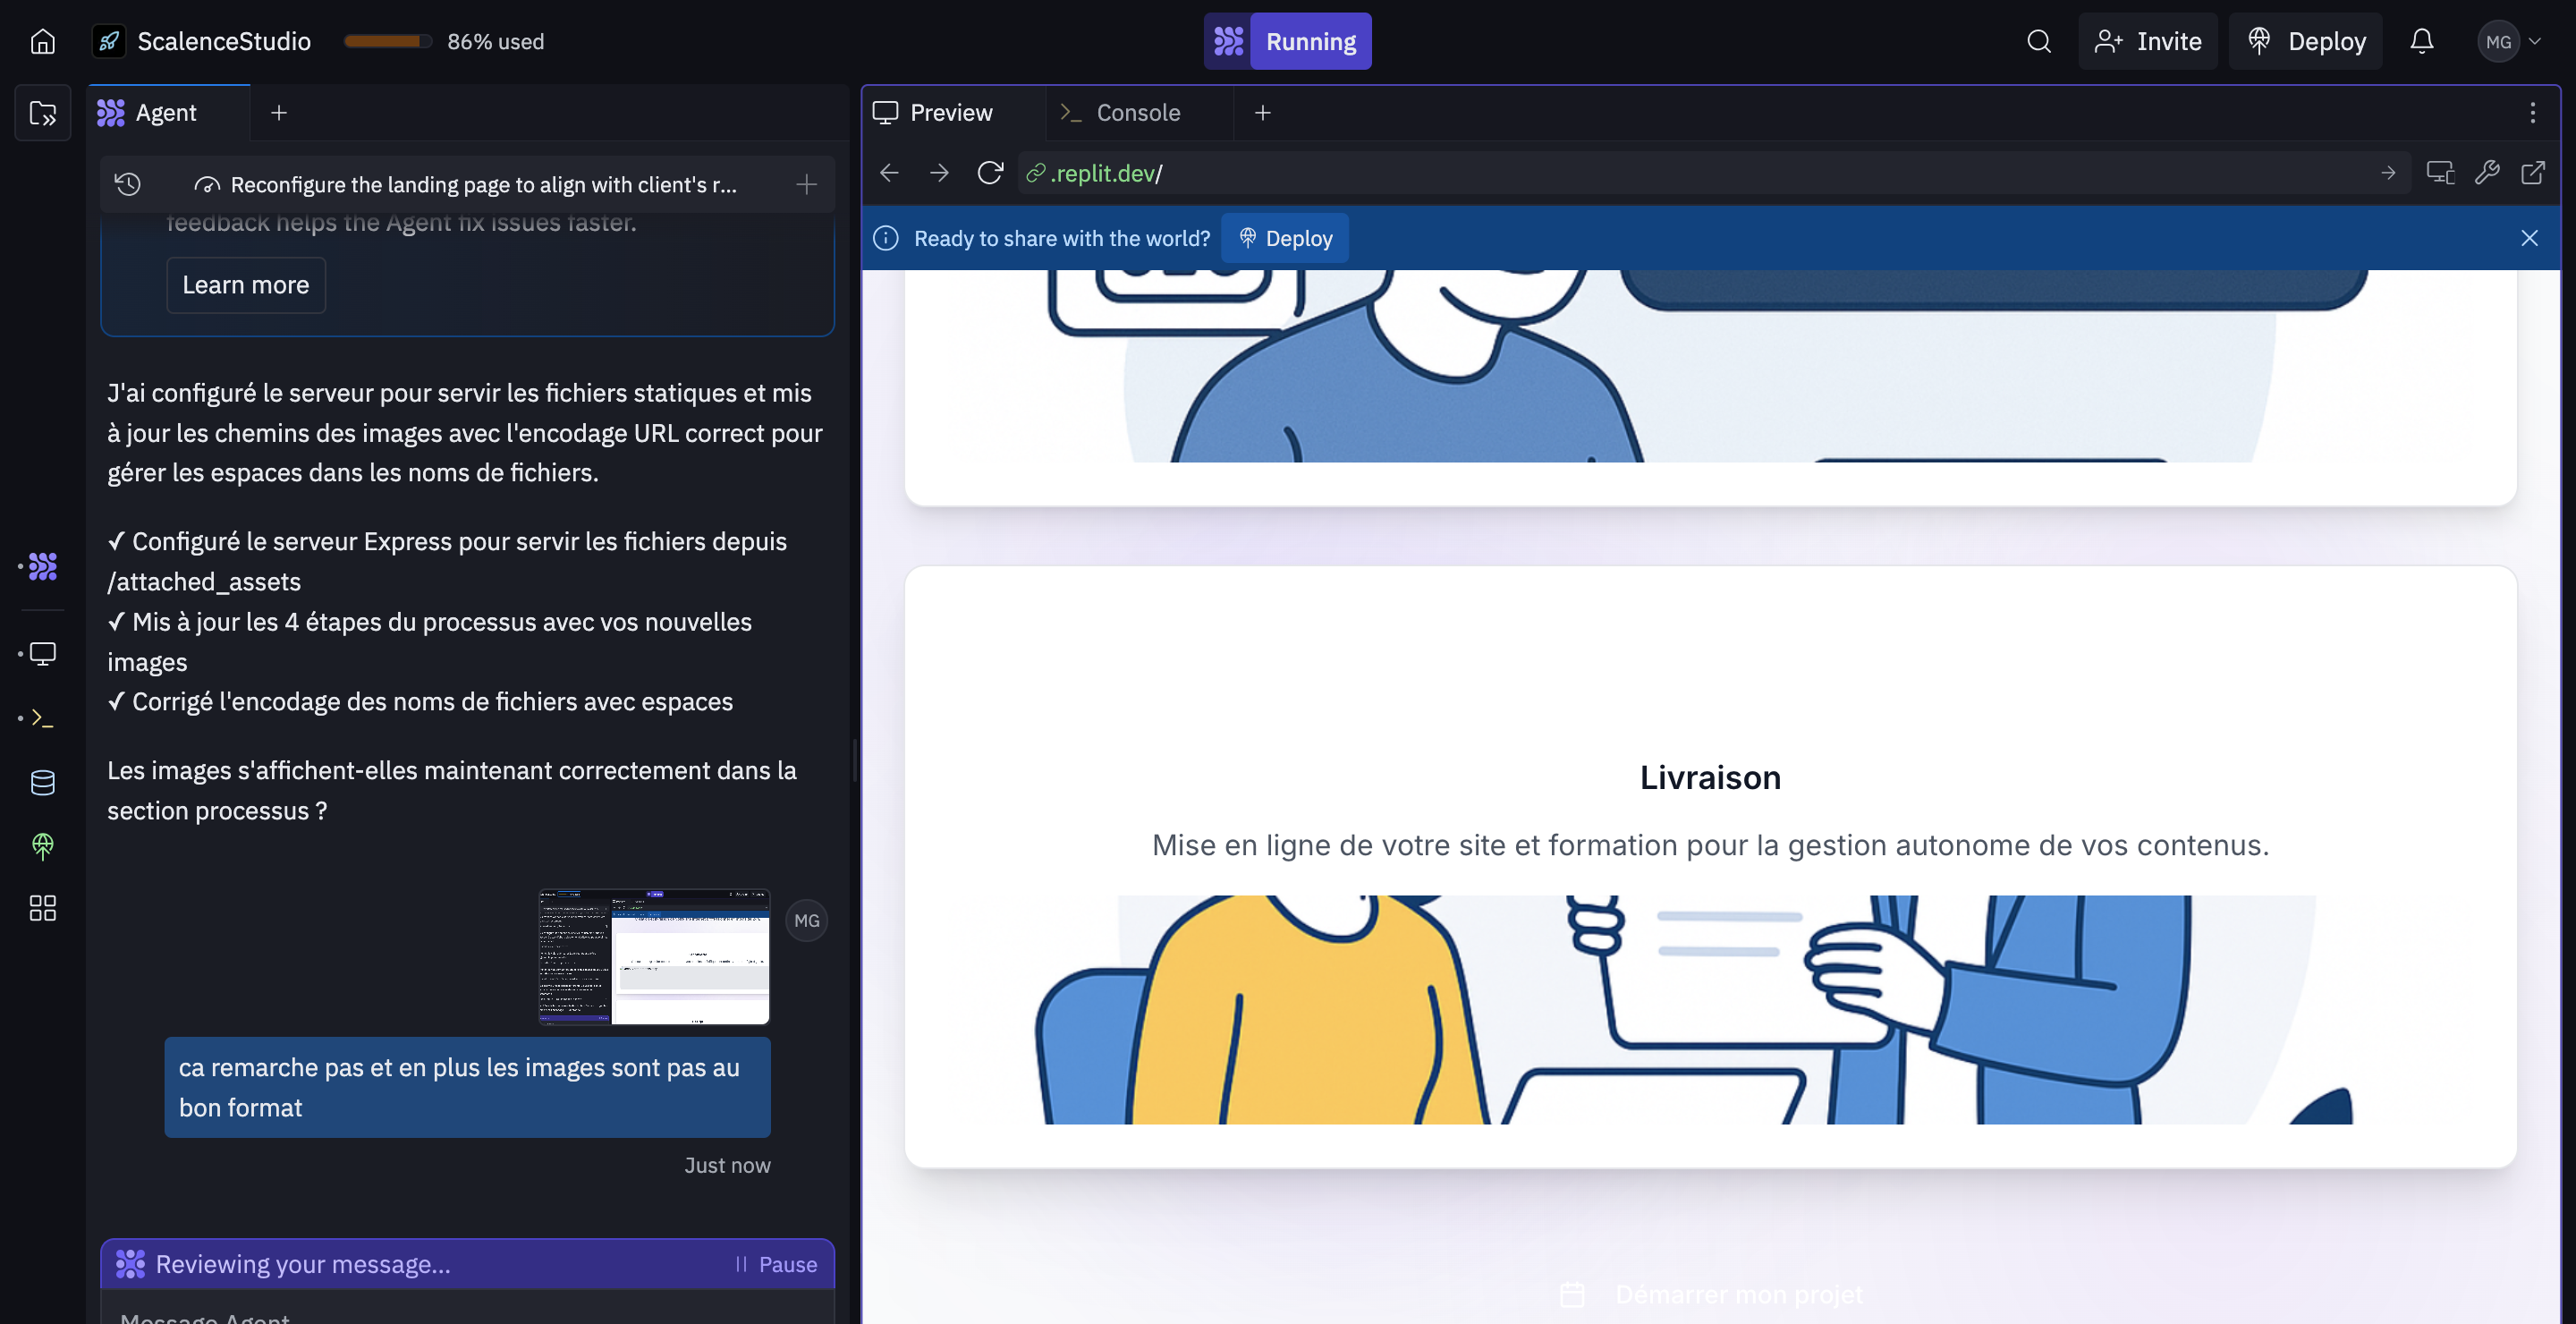 ScalenceStudio
86% used
Running
Invite
Deploy
MG
Agent
Reconfigure the landing page to align with client's r...
feedback helps the Agent fix issues faster.
Learn more
J'ai configuré le serveur pour servir les fichiers statiques et mis
à jour les chemins des images avec l'encodage URL correct pour
gérer les espaces dans les noms de fichiers.
✓ Configuré le serveur Express pour servir les fichiers depuis
/attached_assets
✓ Mis à jour les 4 étapes du processus avec vos nouvelles
images
✓ Corrigé l'encodage des noms de fichiers avec espaces
Les images s'affichent-elles maintenant correctement dans la
section processus ?
MG
ca remarche pas et en plus les images sont pas au
bon format
Just now
Reviewing your message...
Pause
Message Agent
Preview
Console
.replit.dev/
Ready to share with the world?
Deploy
Livraison
Mise en ligne de votre site et formation pour la gestion autonome de vos contenus.
Démarrer mon projet